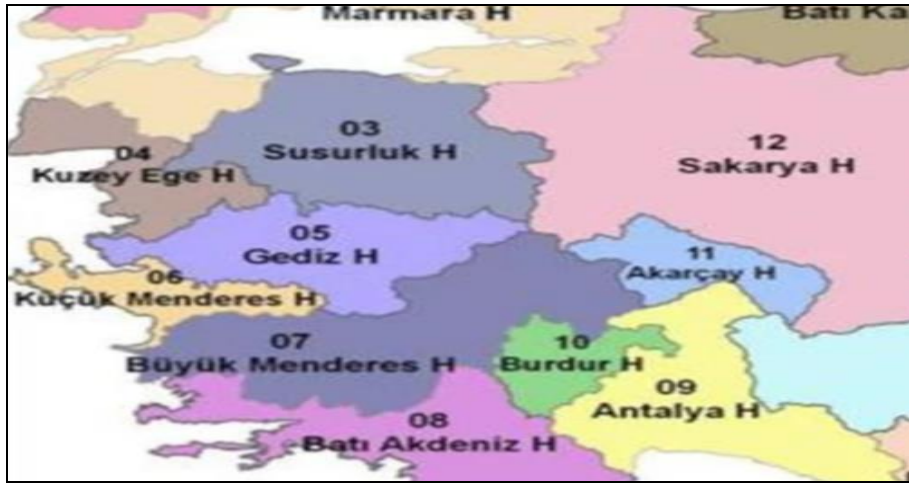 Marmara H
Batı Ka
03
Susurluk H
04
Kuzey Ege H
12
Sakarya H
05
Gediz H
11
Akarçay H
06
Küçük Menderes H
07
Büyük Menderes H
10
Burdur H
09
Antalya H
08
Batı Akdeniz H